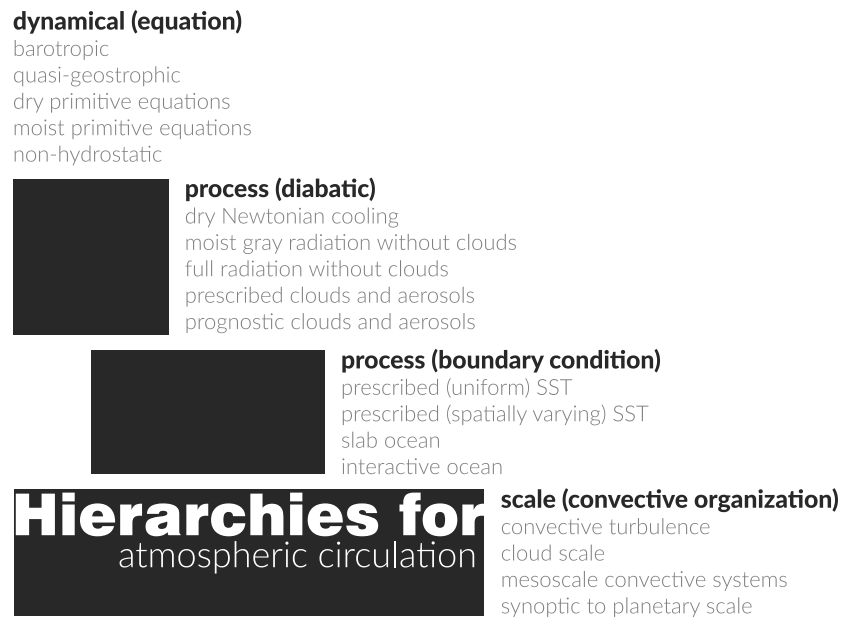 dynamical (equation)
barotropic
quasi-geostrophic
dry primitive equations
moist primitive equations
non-hydrostatic
process (diabatic)
dry Newtonian cooling
moist gray radiation without clouds
full radiation without clouds
prescribed clouds and aerosols
prognostic clouds and aerosols
process (boundary condition)
prescribed (uniform) SST
prescribed (spatially varying) SST
slab ocean
interactive ocean
Hierarchies for
atmospheric circulation
scale (convective organization)
convective turbulence
cloud scale
mesoscale convective systems
synoptic to planetary scale